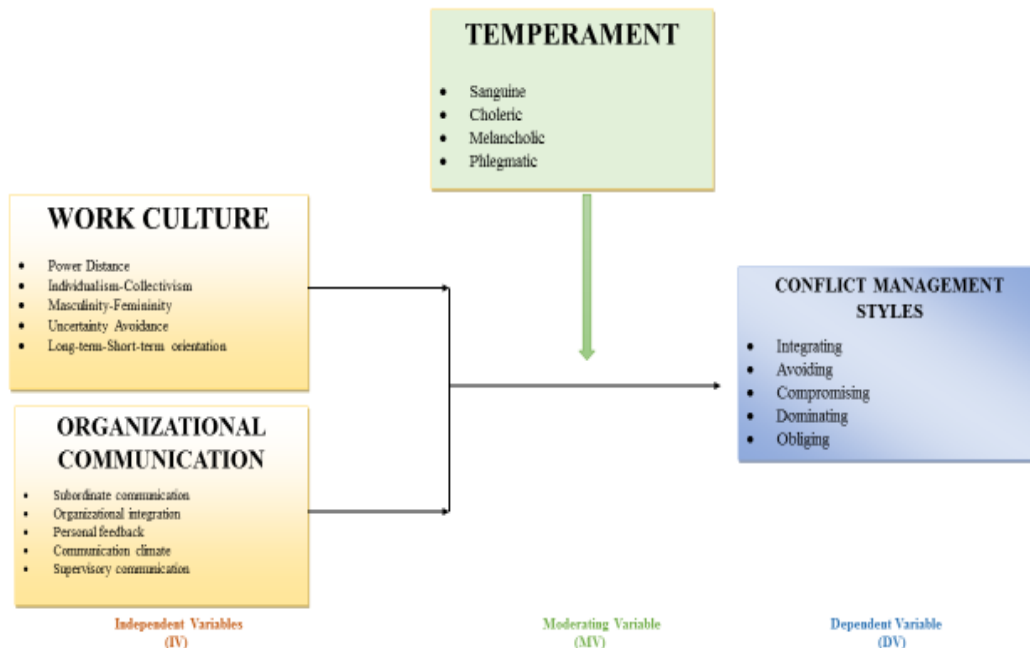 TEMPERAMENT
• Sanguine
• Choleric
• Melancholic
• Phlegmatic
WORK CULTURE
• Power Distance
• Individualism-Collectivism
• Masculinity-Femininity
• Uncertainty Avoidance
• Long-term-Short-term orientation
CONFLICT MANAGEMENT
STYLES
• Integrating
• Avoiding
• Compromising
• Dominating
• Obliging
ORGANIZATIONAL
COMMUNICATION
• Subordinate communication
• Organizational integration
• Personal feedback
• Communication climate
• Supervisory communication
Independent Variables
(IV)
Moderating Variable
(MV)
Dependent Variable
(DV)